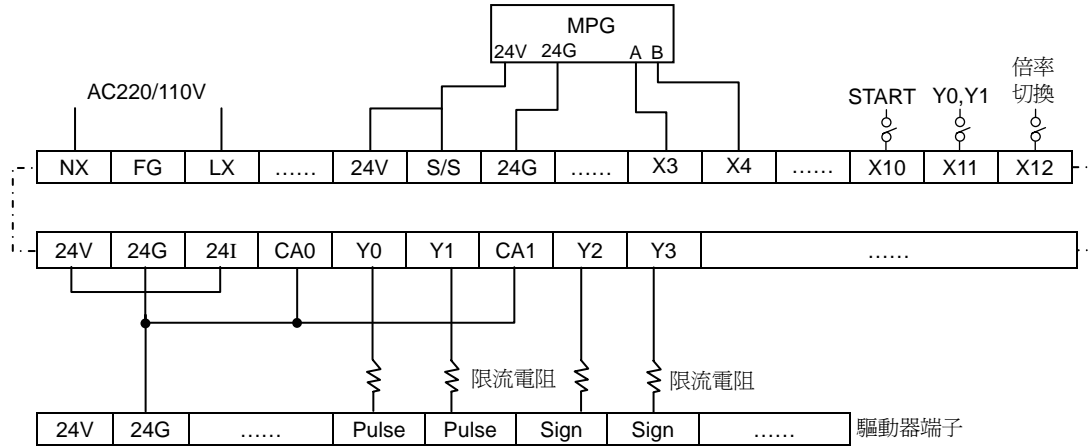 MPG
24V 24G A B
AC220/110V
START Y0,Y1 倍率
切換
NX FG LX …… 24V S/S 24G …… X3 X4 …… X10 X11 X12
24V 24G 24I CA0 Y0 Y1 CA1 Y2 Y3 ……
限流電阻 限流電阻
24V 24G …… Pulse Pulse Sign Sign …… 驅動器端子